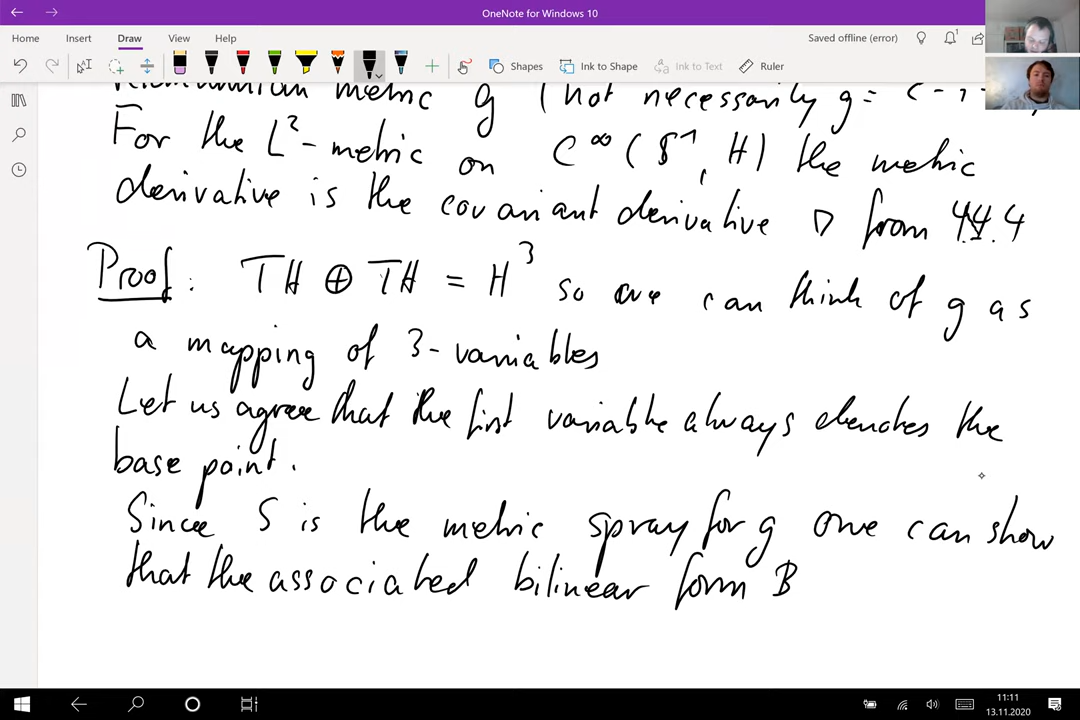 OneNote for Windows 10
Home Insert Draw View Help
Saved offline (error)
Shapes Ink to Shape Ink to Text Ruler
metric g (not necessarily g =
For the L²-metric on C^∞(S¹, H) the metric
derivative is the covariant derivative ∇ from 4.4.4
Proof: TH ⊕ TH = H³ so we can think of g as
a mapping of 3-variables
Let us agree that the first variable always denotes the
base point.
Since S is the metric spray for g one can show
that the associated bilinear form B
11:11
13.11.2020